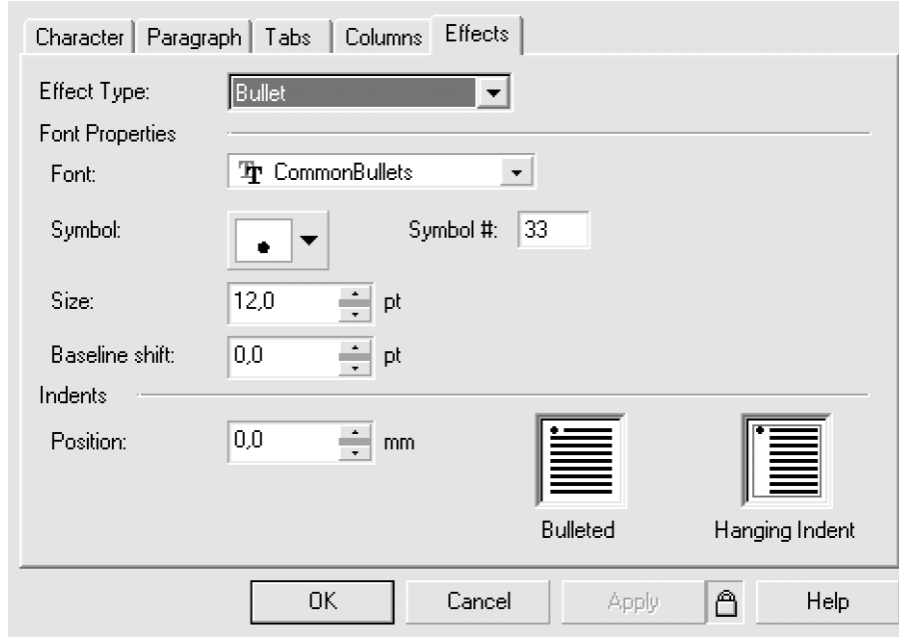 Character Paragraph Tabs Columns Effects
Effect Type: Bullet
Font Properties
Font: CommonBullets
Symbol: Symbol #: 33
Size: 12,0 pt
Baseline shift: 0,0 pt
Indents
Position: 0,0 mm
Bulleted Hanging Indent
OK Cancel Apply Help